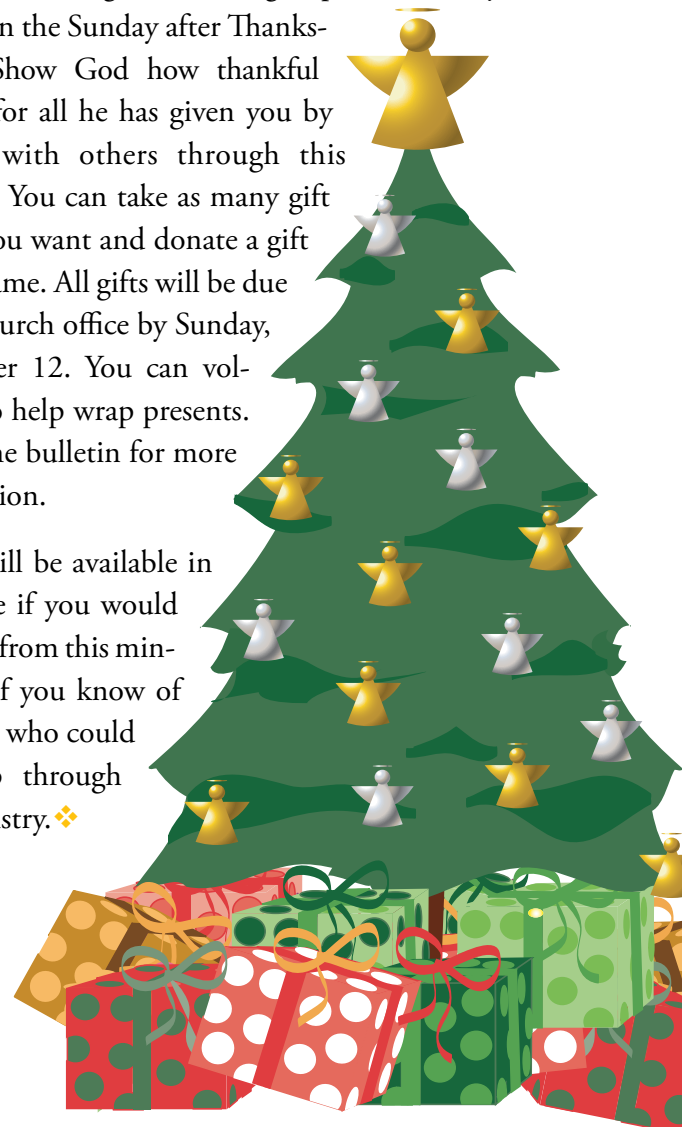 n the Sunday after Thanks-
Show God how thankful
for all he has given you by
with others through this
You can take as many gift
ou want and donate a gift
me. All gifts will be due
urch office by Sunday,
er 12. You can vol-
o help wrap presents.
he bulletin for more
ion.
ill be available in
e if you would
from this min-
f you know of
who could
o through
stry.